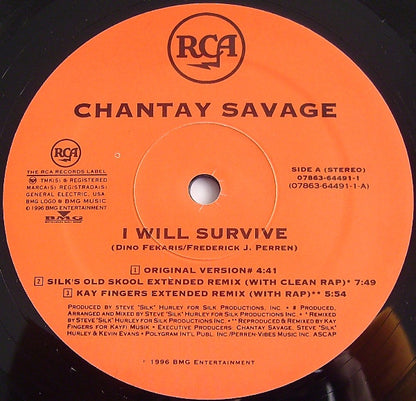 RCA
CHANTAY SAVAGE
RCA
THE RCA RECORDS LABEL
TMK(S) ® REGISTERED
MARCA(S) REGISTRADA(S)
GENERAL ELECTRIC, USA
BMG LOGO ® BMG MUSIC
© 1996 BMG ENTERTAINMENT
BMG
SIDE A (STEREO)
07863-64491-1
(07863-64491-1-A)
I WILL SURVIVE
(DINO FEKARIS/FREDERICK J. PERREN)
1 ORIGINAL VERSION# 4:41
2 SILK'S OLD SKOOL EXTENDED REMIX (WITH CLEAN RAP)* 7:49
3 KAY FINGERS EXTENDED REMIX (WITH RAP)** 5:54
PRODUCED BY STEVE "SILK" HURLEY FOR SILK PRODUCTIONS, INC. • # PRODUCED,
ARRANGED AND MIXED BY STEVE "SILK" HURLEY FOR SILK PRODUCTIONS INC. • * REMIXED
BY STEVE "SILK" HURLEY FOR SILK PRODUCTIONS INC. • **REPRODUCED & REMIXED BY KAY
FINGERS FOR KAYFI MUSIK • EXECUTIVE PRODUCERS: CHANTAY SAVAGE, STEVE "SILK"
HURLEY & KEVIN EVANS • POLYGRAM INT'L PUBL. INC./PERREN-VIBES MUSIC INC. ASCAP
1996 BMG ENTERTAINMENT